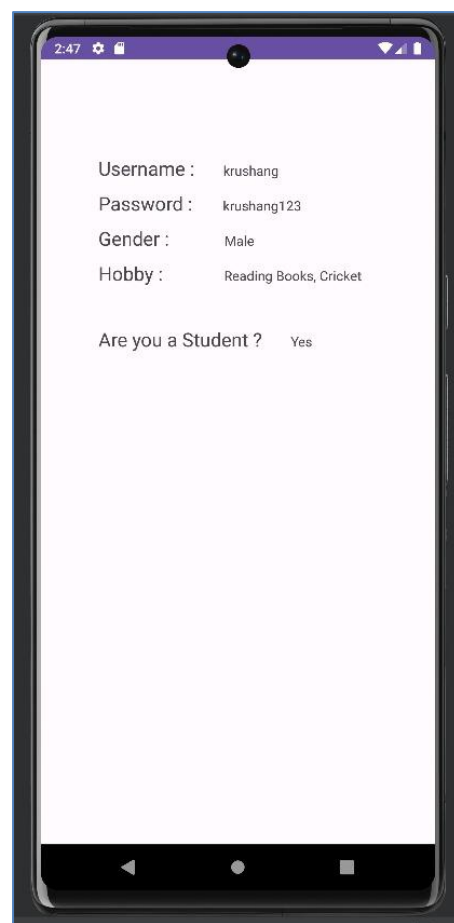 2:47
Username : krushang
Password : krushang123
Gender : Male
Hobby : Reading Books, Cricket
Are you a Student ? Yes